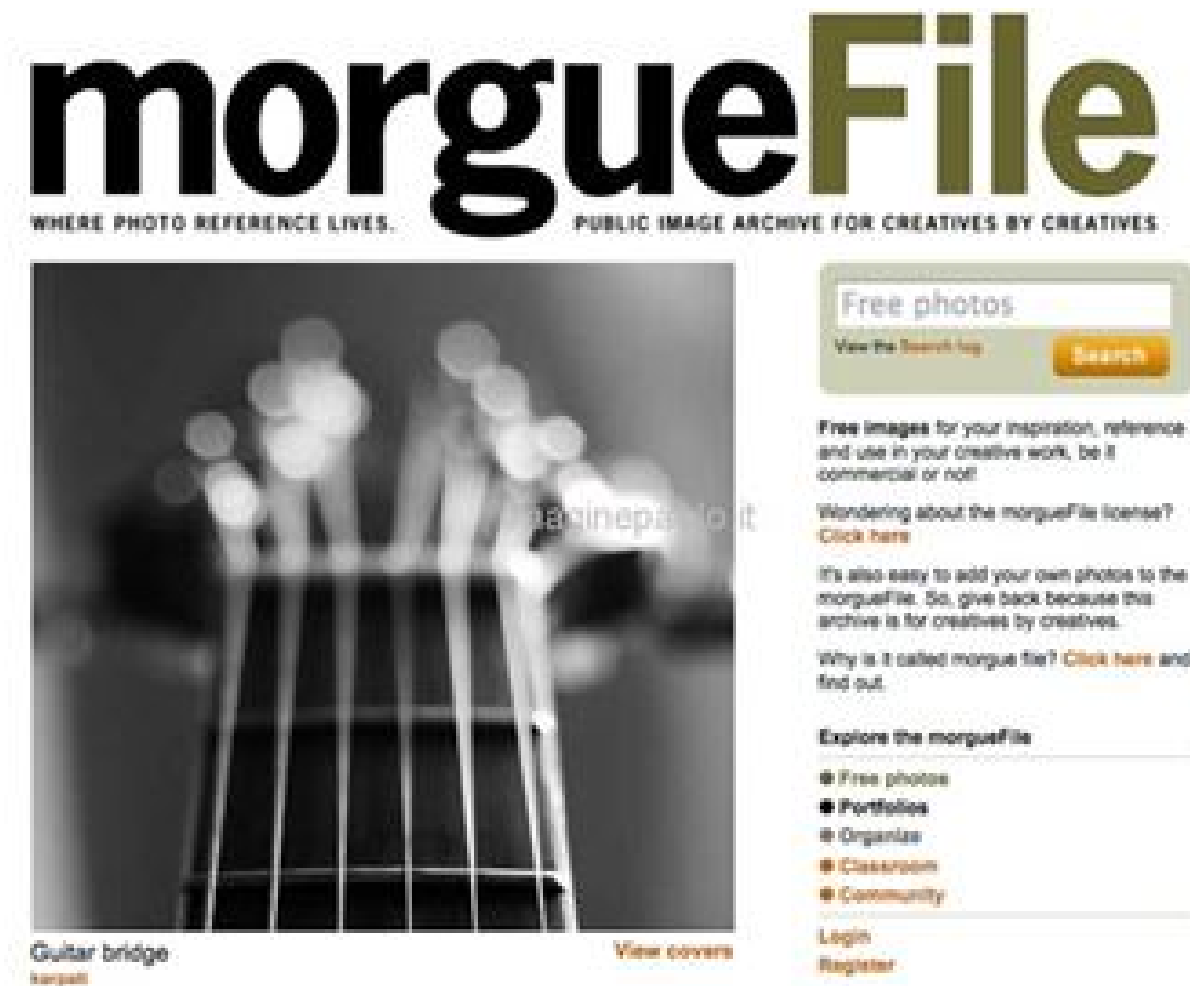 morgueFile
WHERE PHOTO REFERENCE LIVES.
PUBLIC IMAGE ARCHIVE FOR CREATIVES BY CREATIVES
Free photos
View the Search log
Search
Free images for your inspiration, reference
and use in your creative work, be it
commercial or not!
Wondering about the morgueFile license?
Click here
It's also easy to add your own photos to the
morgueFile. So, give back because this
archive is for creatives by creatives.
Why is it called morgue file? Click here and
find out.
Explore the morgueFile
Free photos
Portfolios
Organize
Classroom
Community
Login
Register
Guitar bridge
View covers